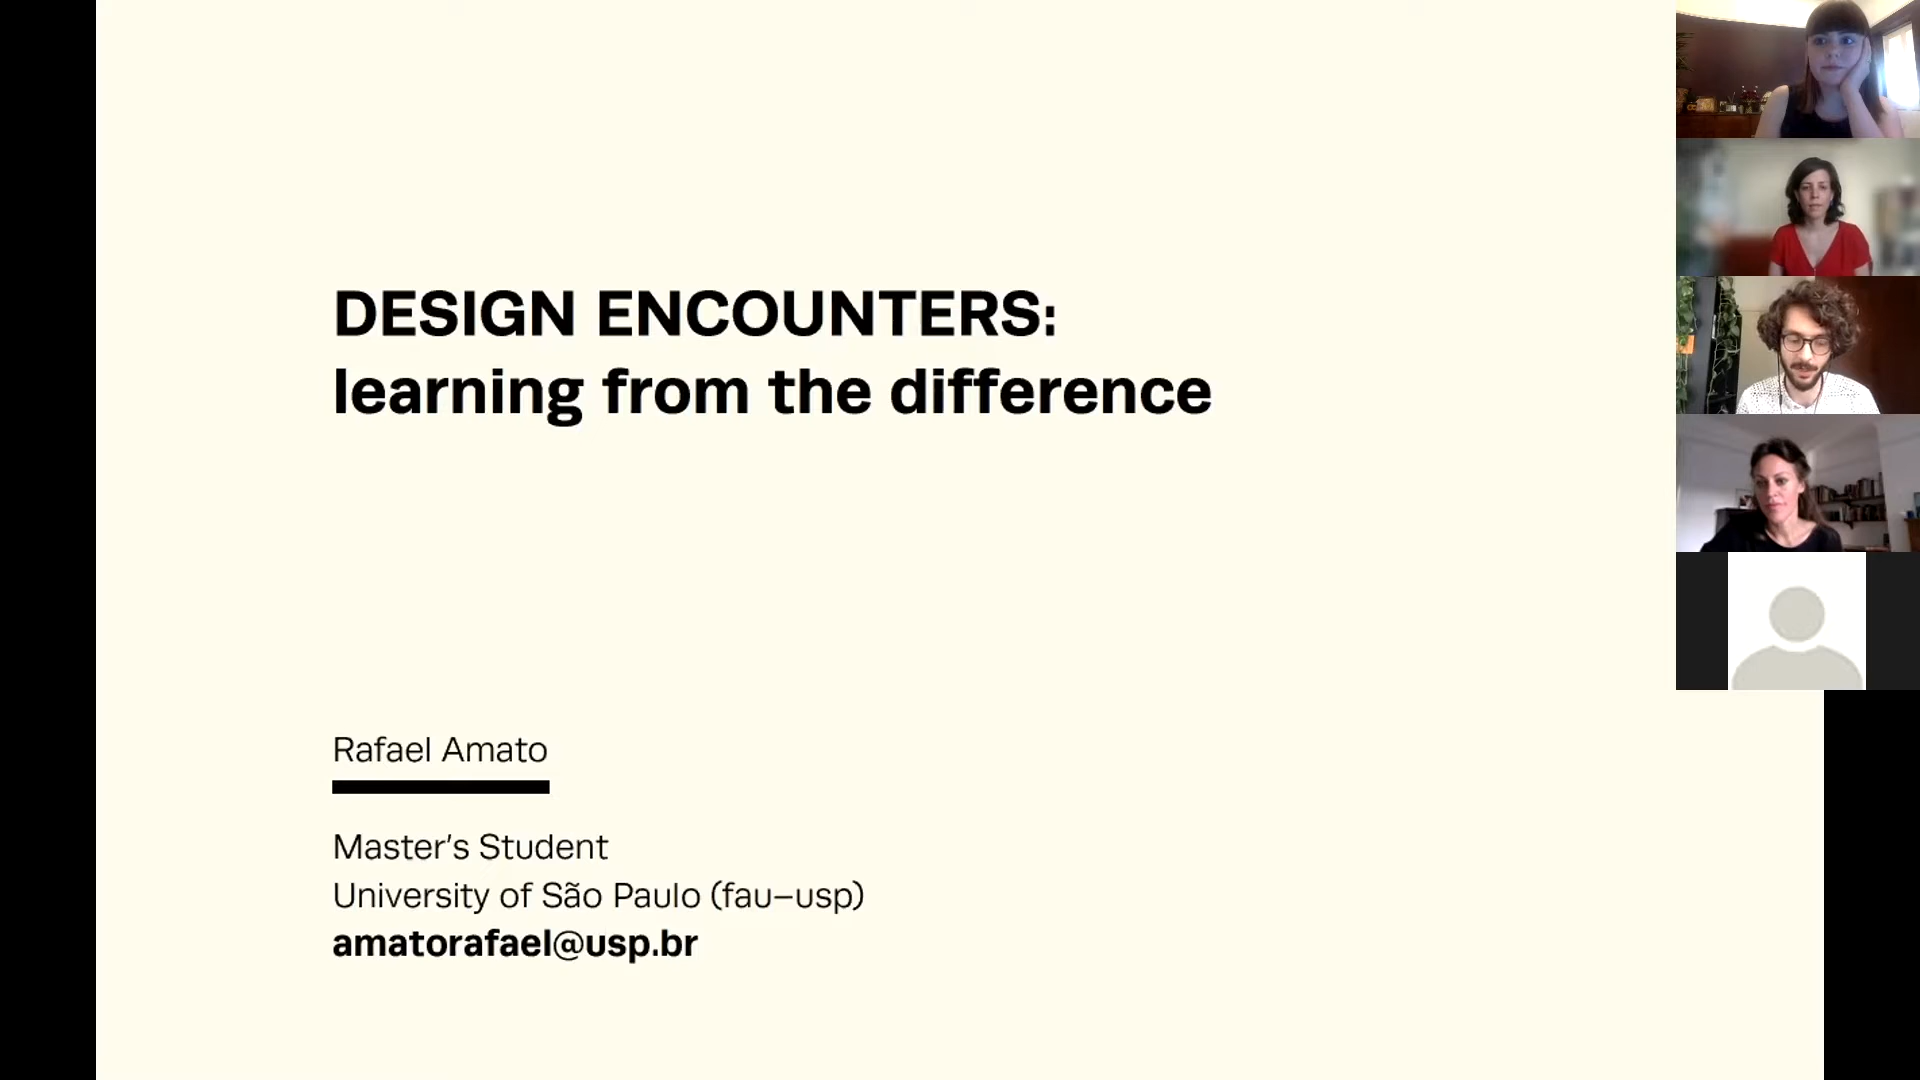 DESIGN ENCOUNTERS:
learning from the difference
Rafael Amato
Master’s Student
University of São Paulo (fau–usp)
amatorafael@usp.br